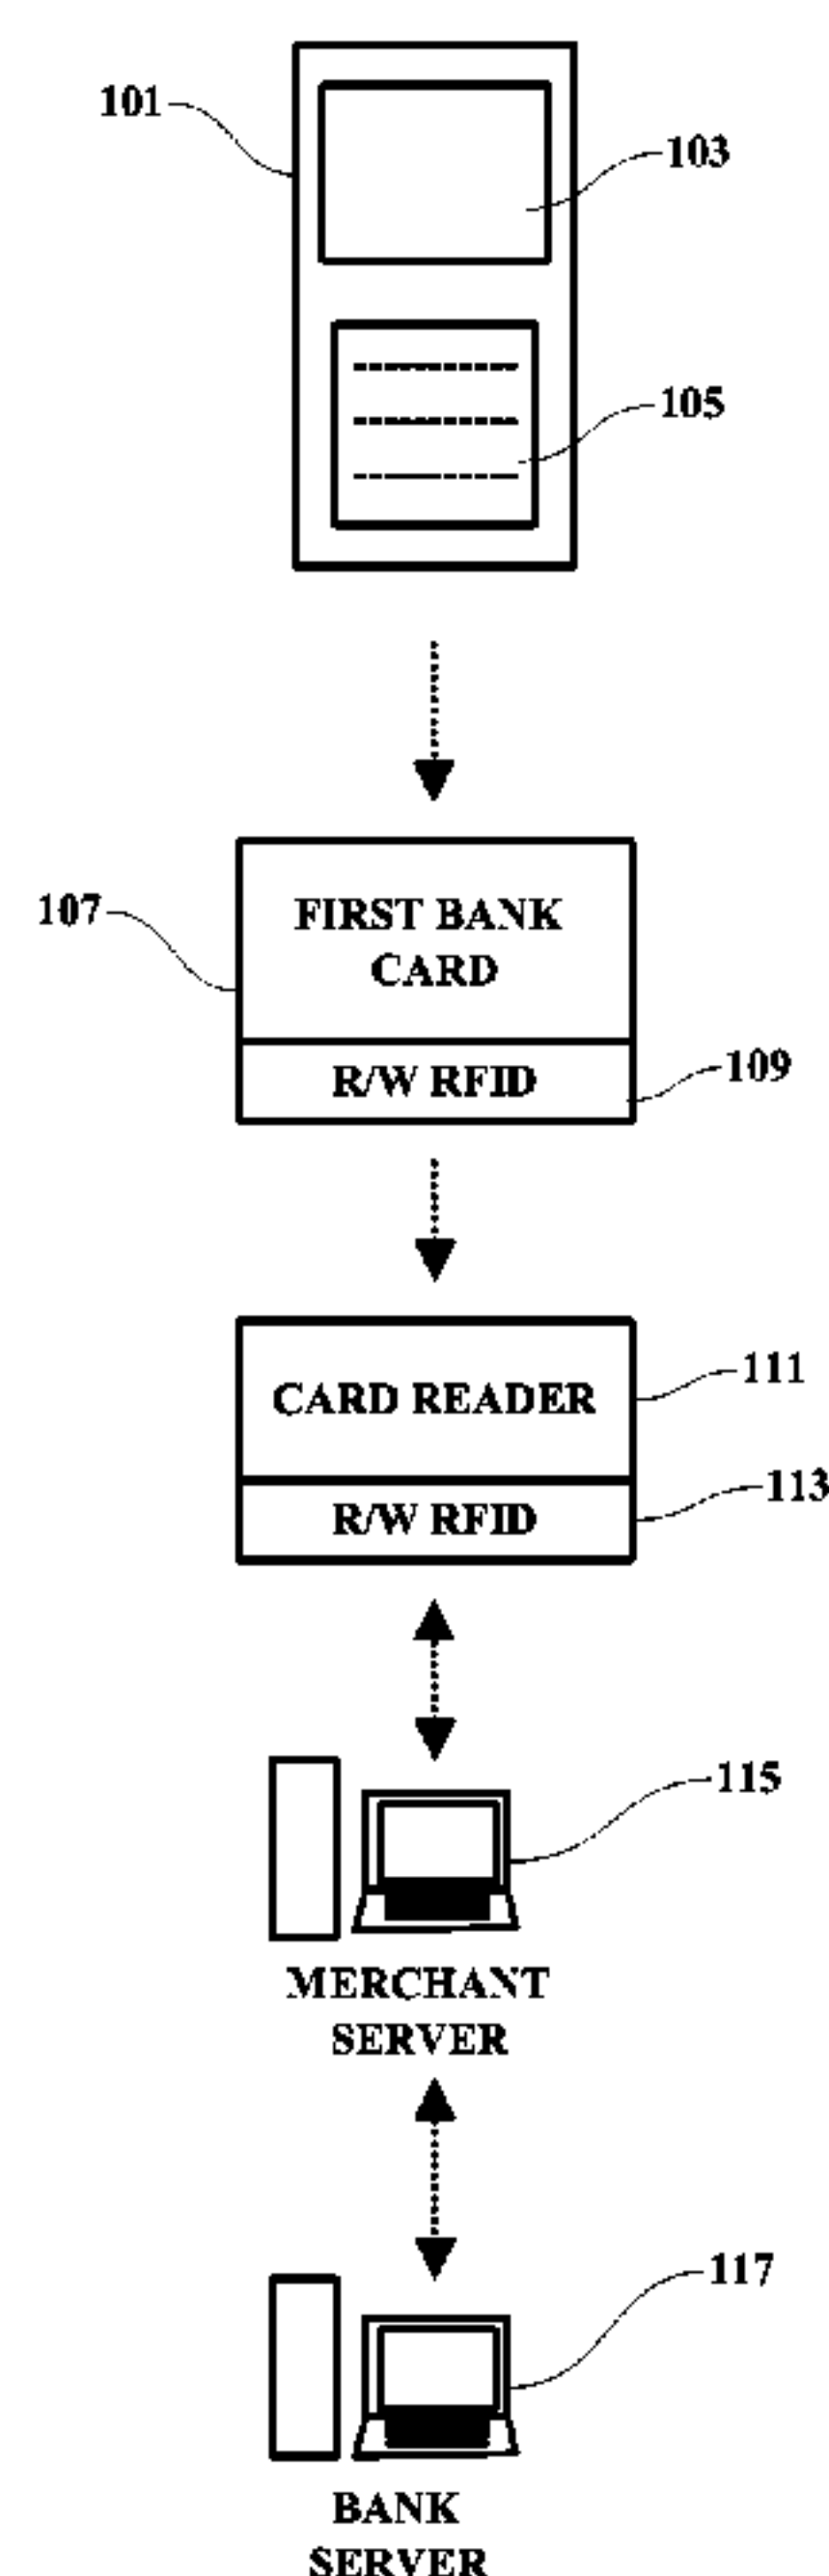 101
103
105
107
FIRST BANK
CARD
R/W RFID
109
CARD READER
111
R/W RFID
113
115
MERCHANT
SERVER
117
BANK
SERVER